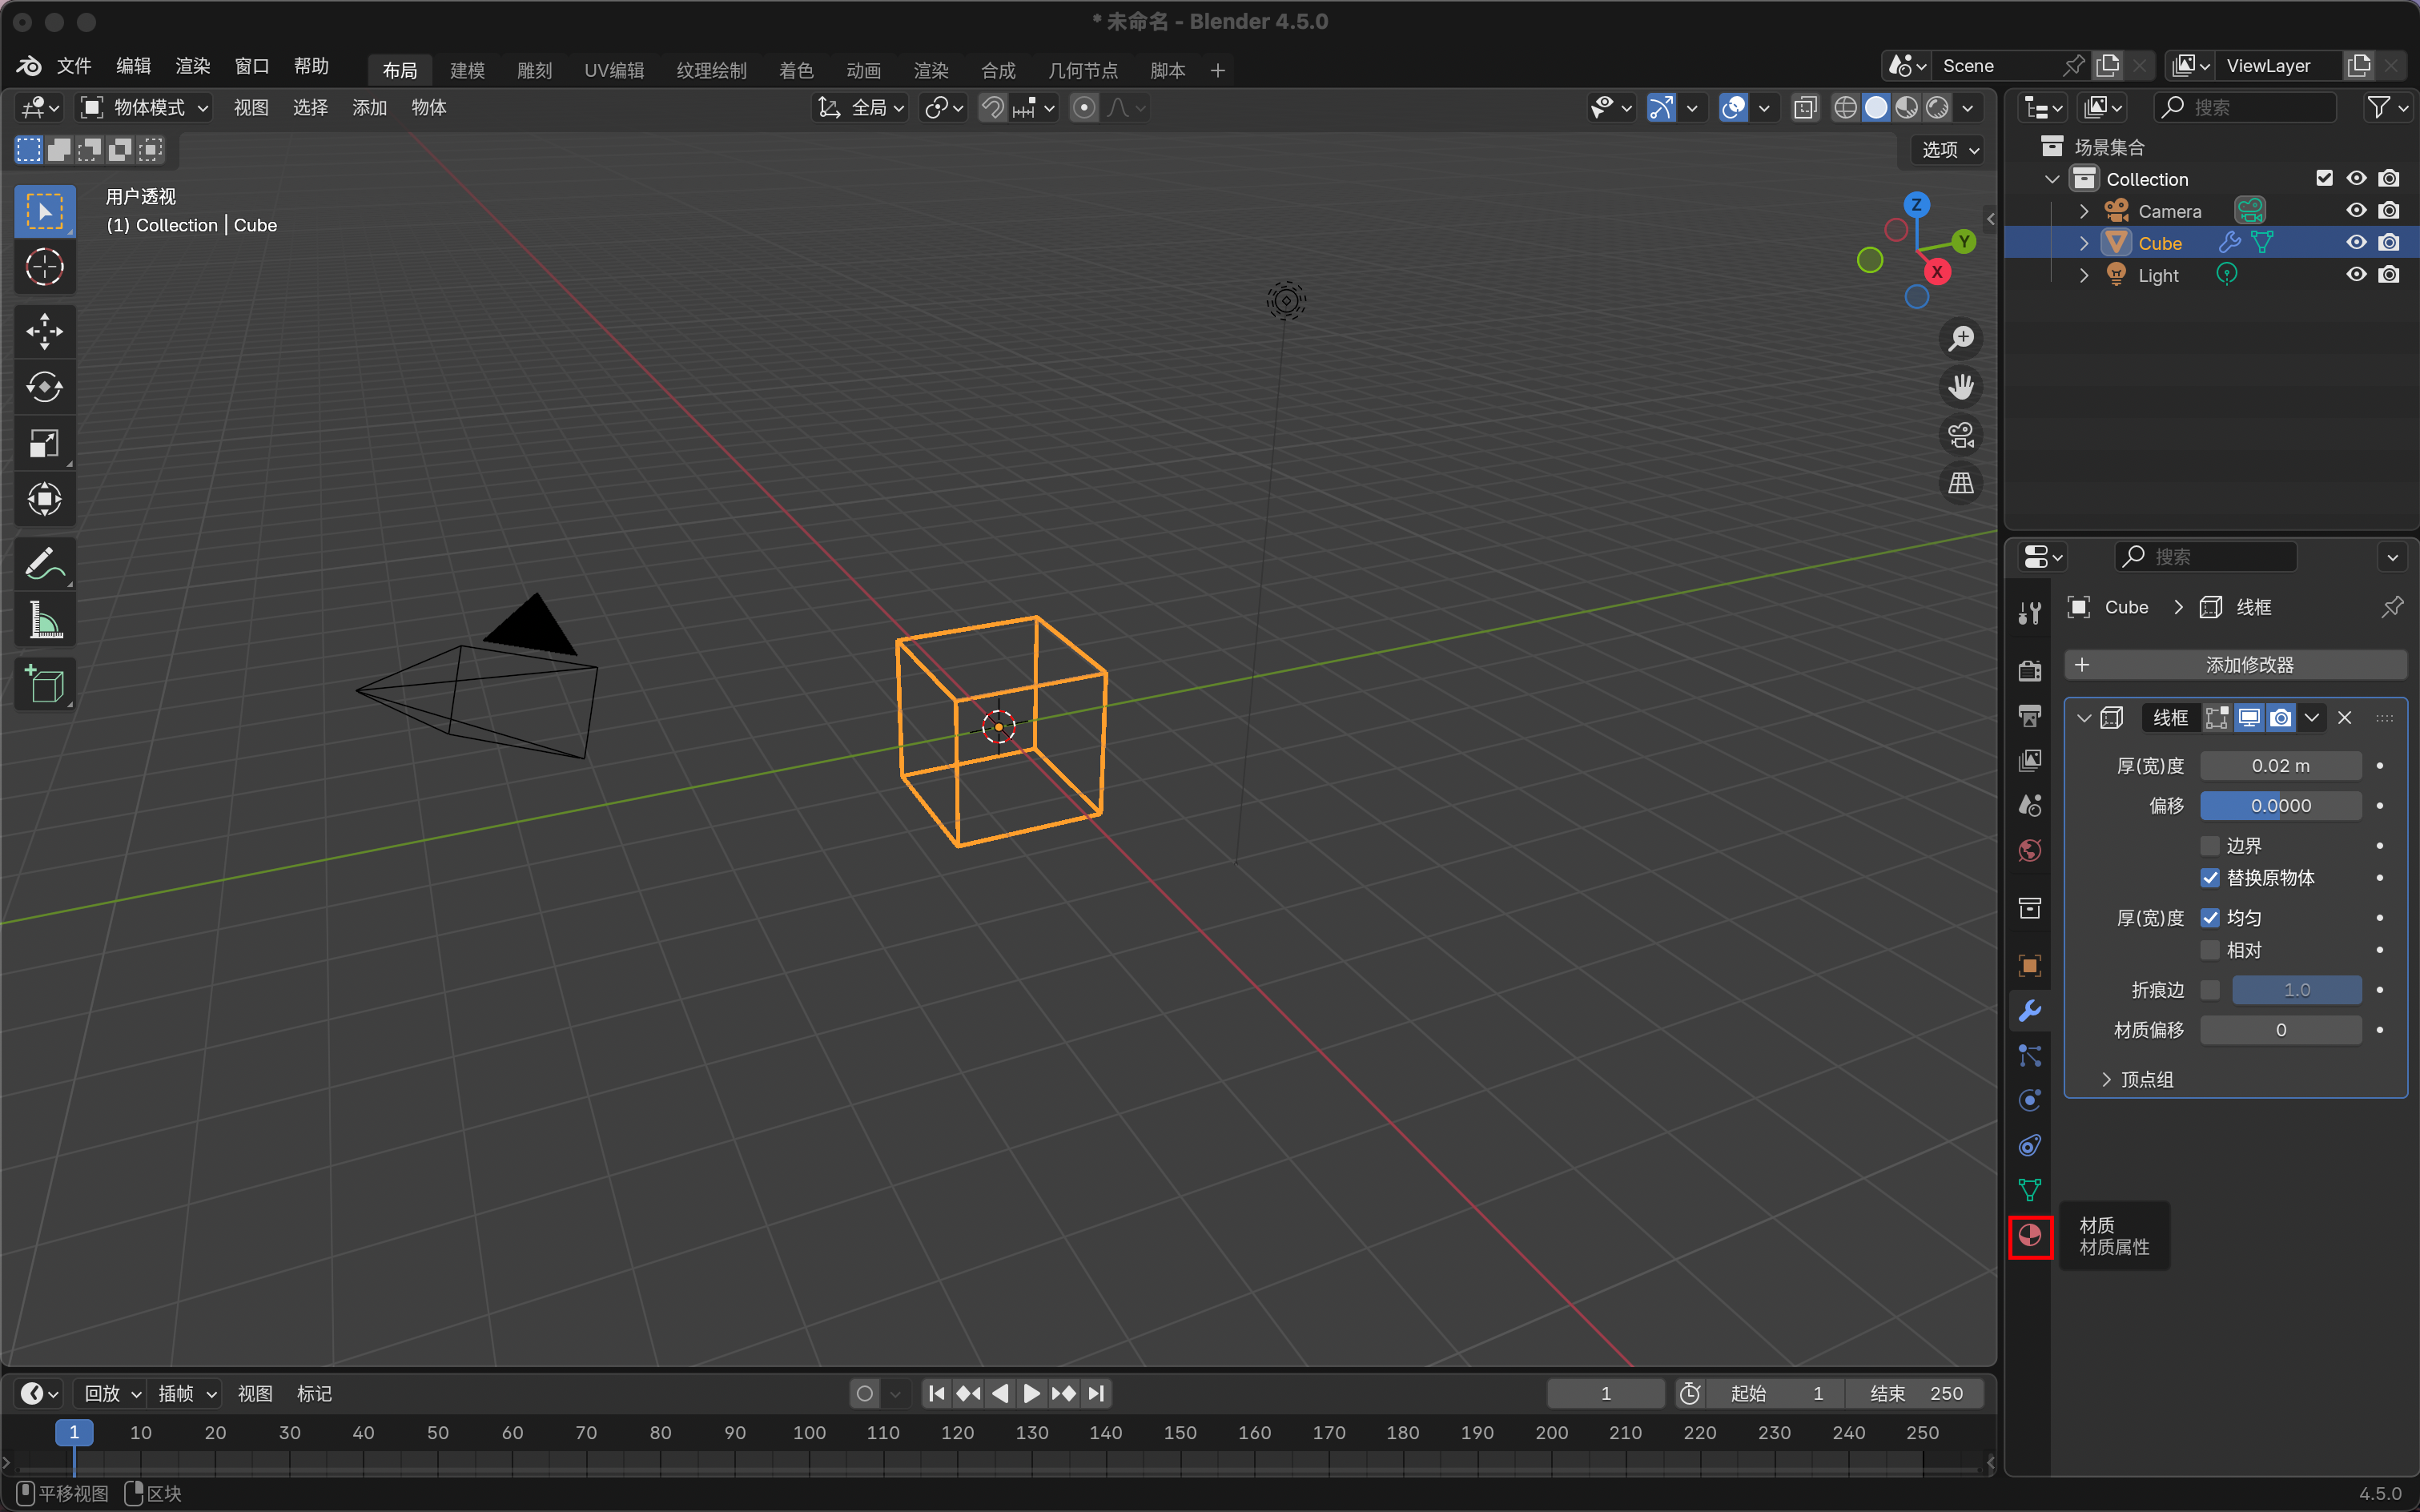 * 未命名 - Blender 4.5.0
文件 编辑 渲染 窗口 帮助 布局 建模 雕刻 UV编辑 纹理绘制 着色 动画 渲染 合成 几何节点 脚本 + Scene ViewLayer
物体模式 视图 选择 添加 物体 全局 搜索
选项
用户透视
(1) Collection | Cube
Z
Y
X
场景集合
Collection
Camera
Cube
Light
搜索
Cube 线框
添加修改器
线框
厚(宽)度 0.02 m
偏移 0.0000
边界
替换原物体
厚(宽)度 均匀
相对
折痕边 1.0
材质偏移 0
顶点组
材质
材质属性
回放 插帧 视图 标记 1 起始 1 结束 250
1 10 20 30 40 50 60 70 80 90 100 110 120 130 140 150 160 170 180 190 200 210 220 230 240 250
平移视图 区块 4.5.0